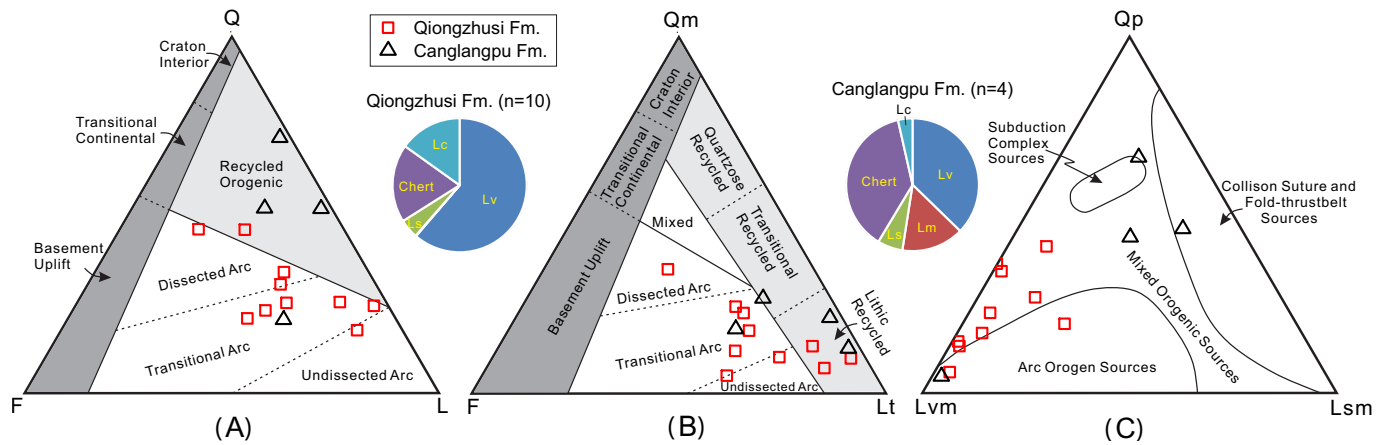 Q
Craton
Interior
Transitional
Continental
Recycled
Orogenic
Basement
Uplift
Dissected Arc
Transitional Arc
Undissected Arc
F
L
(A)
Qiongzhusi Fm.
Canglangpu Fm.
Qiongzhusi Fm. (n=10)
Lc
Chert
Ls
Lv
Qm
Craton
Interior
Transitional
Continental
Quartzose
Recycled
Mixed
Transitional
Recycled
Basement Uplift
Dissected Arc
Lithic
Recycled
Transitional Arc
Undissected Arc
F
Lt
(B)
Canglangpu Fm. (n=4)
Lc
Chert
Lv
Ls
Lm
Qp
Subduction
Complex
Sources
Collison Suture and
Fold-thrustbelt
Sources
Mixed Orogenic Sources
Arc Orogen Sources
Lvm
Lsm
(C)